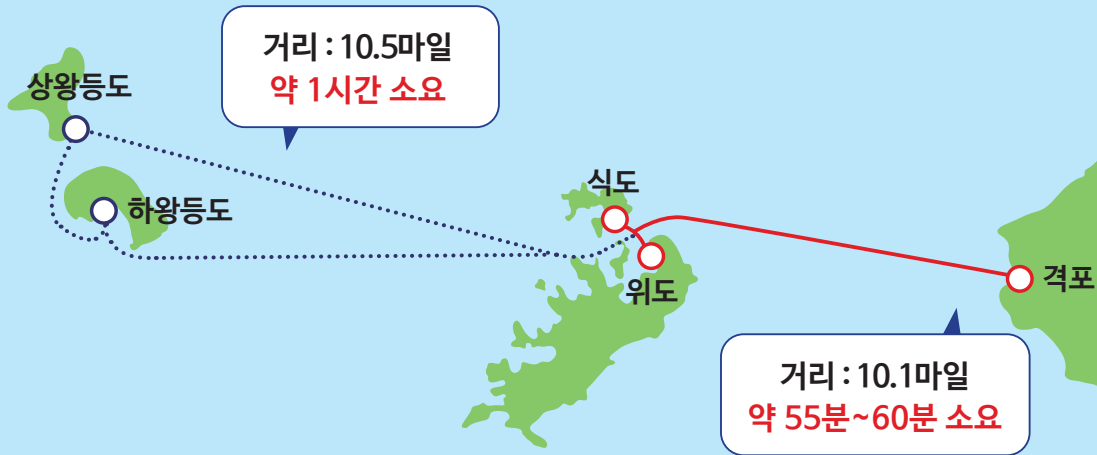 거리 : 10.5마일
약 1시간 소요
상왕등도
하왕등도
식도
위도
격포
거리 : 10.1마일
약 55분~60분 소요